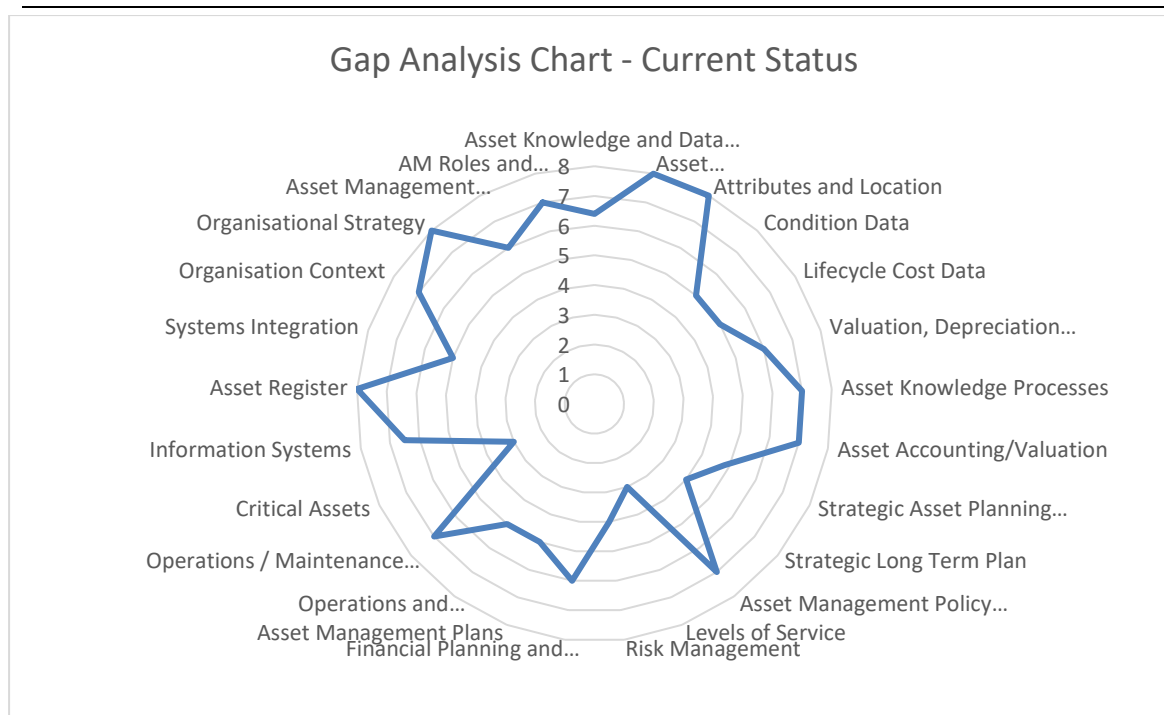 Gap Analysis Chart - Current Status
Asset Knowledge and Data...
Asset...
Attributes and Location
Condition Data
Lifecycle Cost Data
Valuation, Depreciation...
Asset Knowledge Processes
Asset Accounting/Valuation
Strategic Asset Planning...
Strategic Long Term Plan
Asset Management Policy...
Levels of Service
Risk Management
Financial Planning and...
Asset Management Plans
Operations and...
Operations / Maintenance...
Critical Assets
Information Systems
Asset Register
Systems Integration
Organisation Context
Organisational Strategy
Asset Management...
AM Roles and...
8
7
6
5
4
3
2
1
0